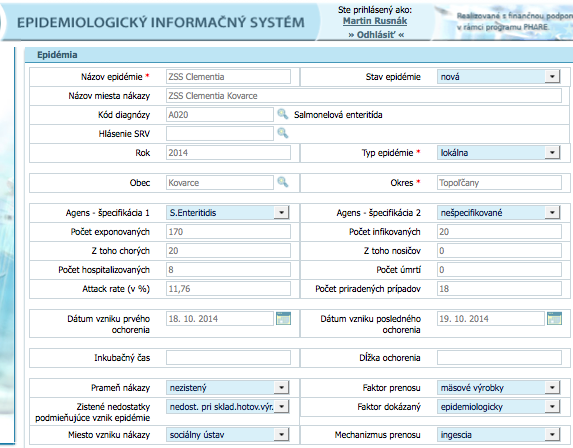 EPIDEMIOLOGICKÝ INFORMAČNÝ SYSTÉM
Ste prihlásený ako:
Martin Rusnák
» Odhlásiť «
Realizované s finančnou podpor
v rámci programu PHARE.
Epidémia
Názov epidémie * ZSS Clementia Stav epidémie nová
Názov miesta nákazy ZSS Clementia Kovarce
Kód diagnózy A020 Salmonelová enteritída
Hlásenie SRV
Rok 2014 Typ epidémie * lokálna
Obec Kovarce Okres * Topoľčany
Agens - špecifikácia 1 S.Enteritidis Agens - špecifikácia 2 nešpecifikované
Počet exponovaných 170 Počet infikovaných 20
Z toho chorých 20 Z toho nosičov 0
Počet hospitalizovaných 8 Počet úmrtí 0
Attack rate (v %) 11,76 Počet priradených prípadov 18
Dátum vzniku prvého ochorenia 18. 10. 2014 Dátum vzniku posledného ochorenia 19. 10. 2014
Inkubačný čas Dĺžka ochorenia
Prameň nákazy nezistený Faktor prenosu mäsové výrobky
Zistené nedostatky podmieňujúce vznik epidémie nedost. pri sklad.hotov.výr. Faktor dokázaný epidemiologicky
Miesto vzniku nákazy sociálny ústav Mechanizmus prenosu ingescia